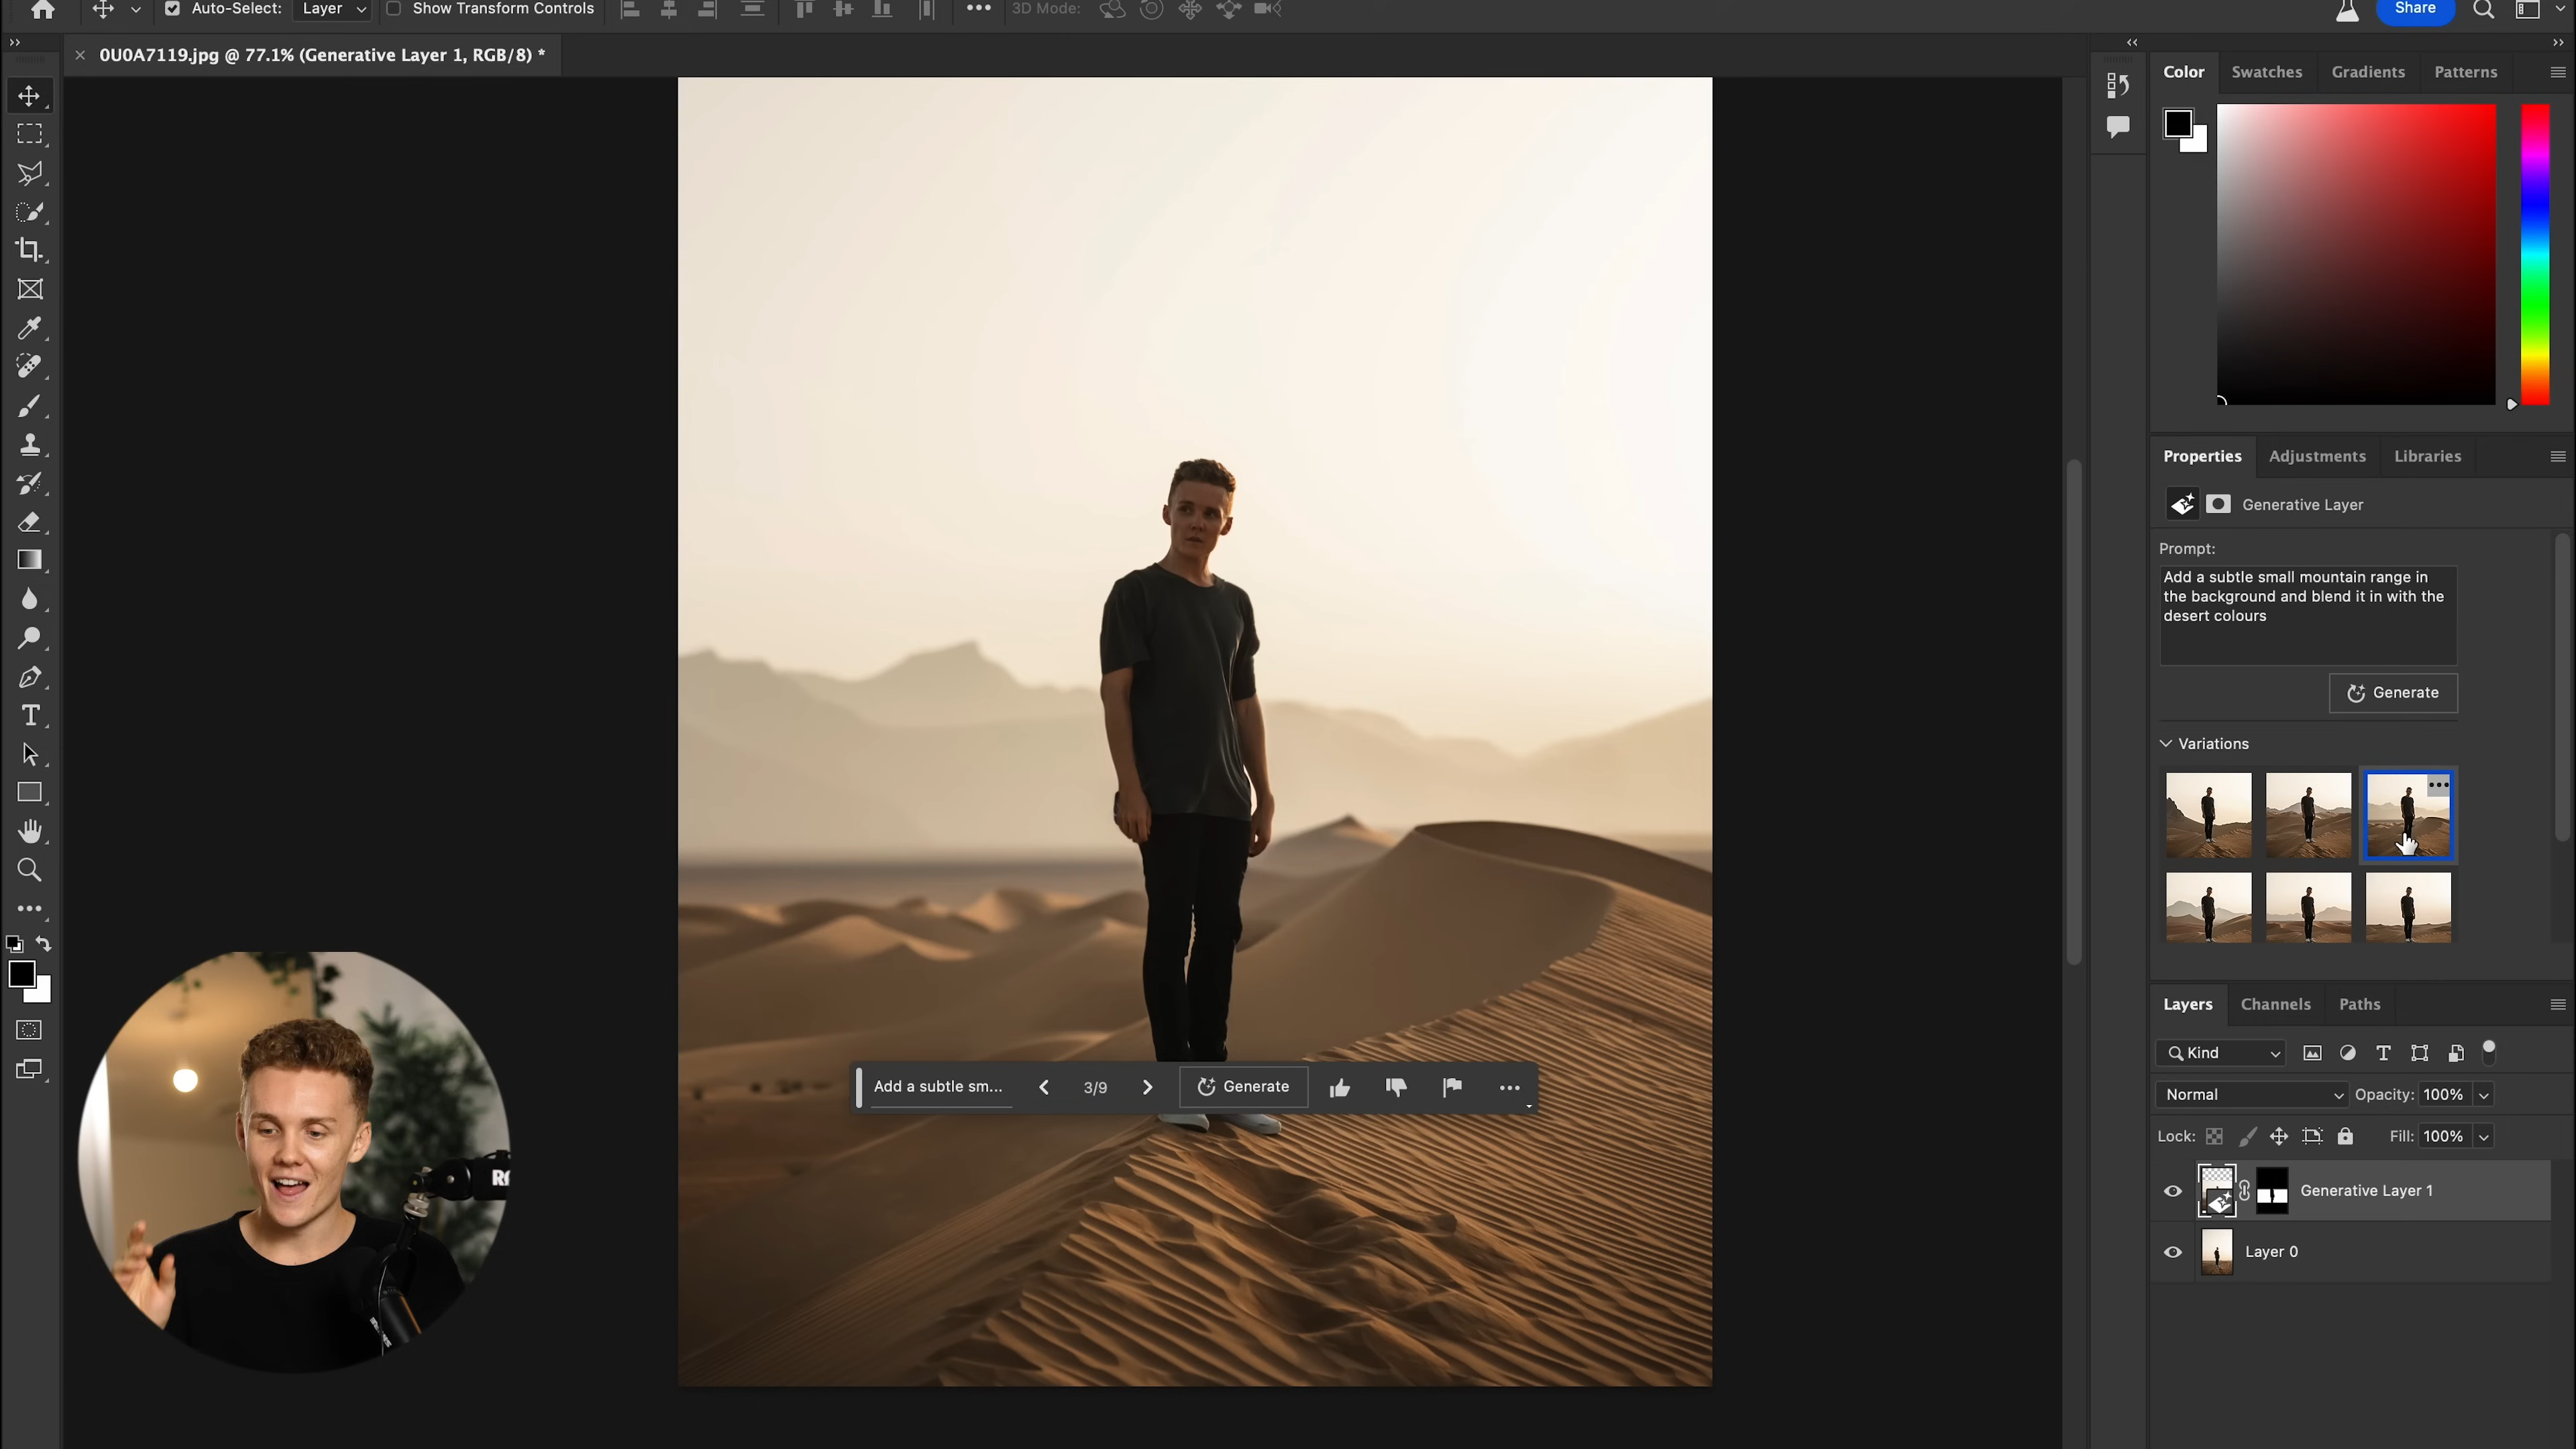 Auto-Select: Layer Show Transform Controls 3D Mode: Share
0U0A7119.jpg @ 77.1% (Generative Layer 1, RGB/8) *
Color Swatches Gradients Patterns
Properties Adjustments Libraries
Generative Layer
Prompt:
Add a subtle small mountain range in
the background and blend it in with the
desert colours
Generate
Variations
Add a subtle sm... 3/9 Generate
Layers Channels Paths
Kind
Normal Opacity: 100%
Lock: Fill: 100%
Generative Layer 1
Layer 0